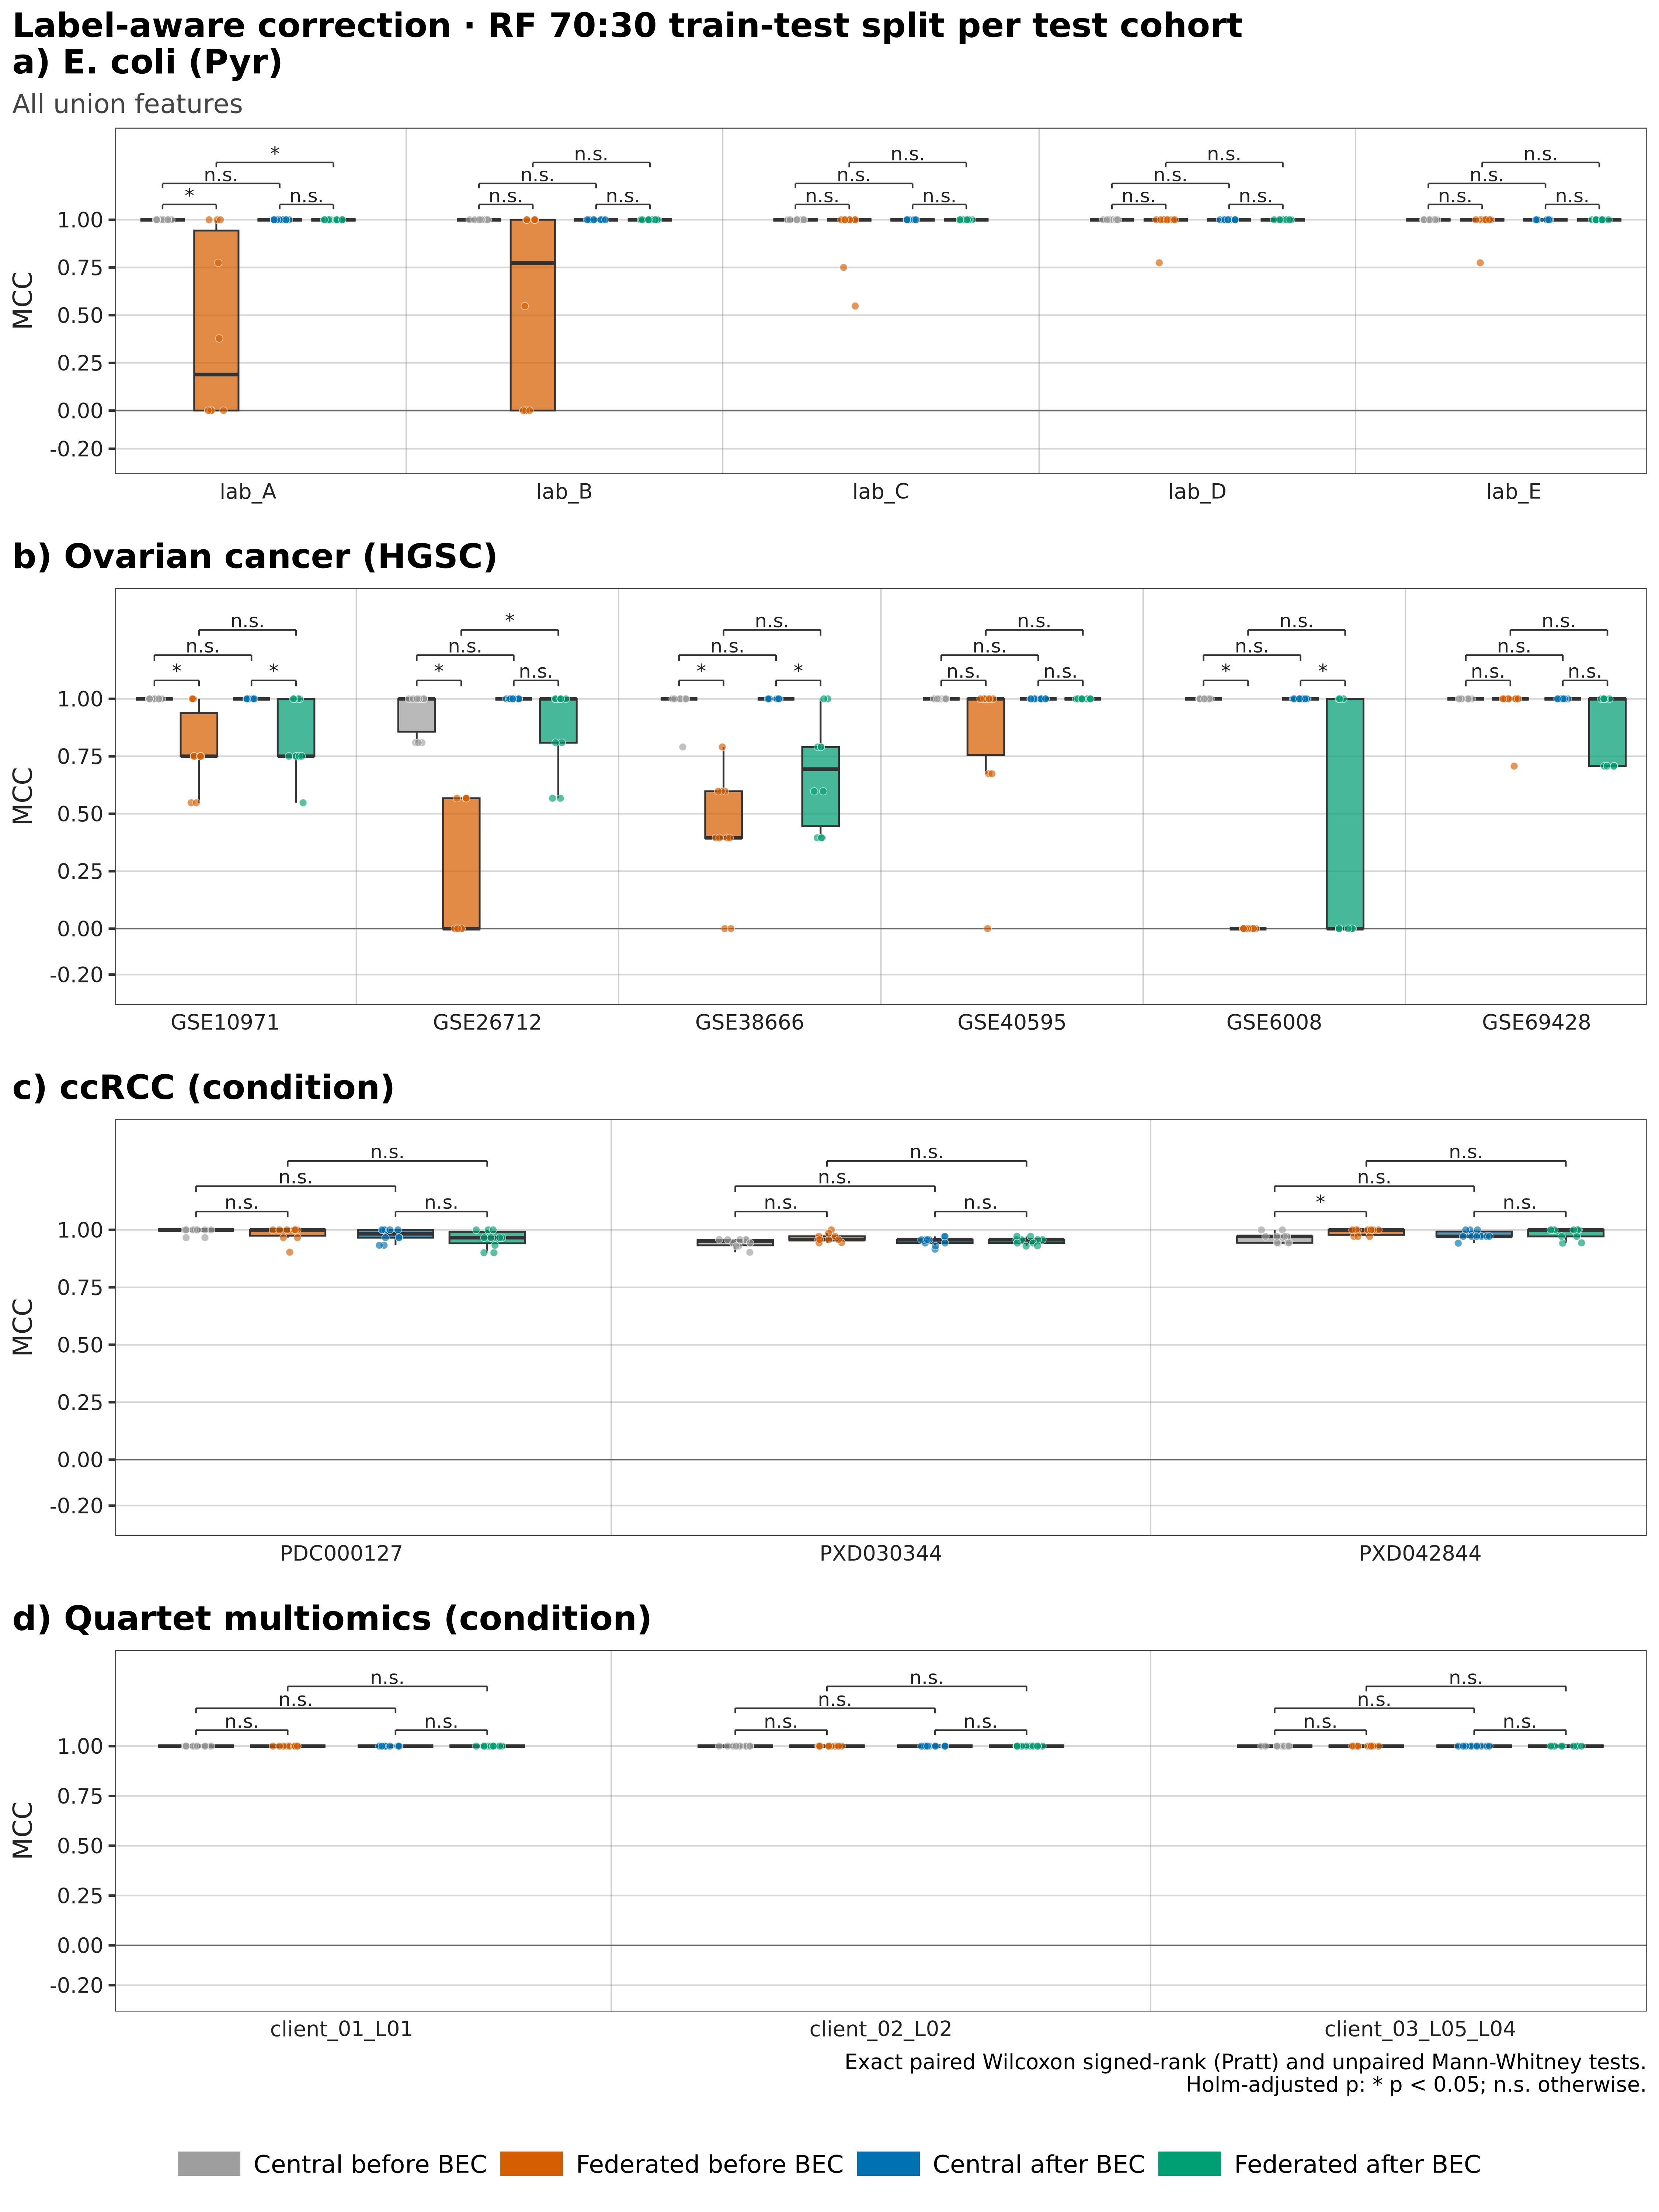 Label-aware correction · RF 70:30 train-test split per test cohort
a) E. coli (Pyr)
All union features
* n.s. * n.s.
n.s. n.s. n.s. n.s.
n.s. n.s. n.s. n.s.
n.s. n.s. n.s. n.s.
n.s. n.s. n.s. n.s.
MCC
1.00
0.75
0.50
0.25
0.00
-0.20
lab_A lab_B lab_C lab_D lab_E
b) Ovarian cancer (HGSC)
n.s. n.s. * *
* n.s. * n.s.
n.s. n.s. * *
n.s. n.s. n.s. n.s.
n.s. n.s. * *
n.s. n.s. n.s. n.s.
MCC
1.00
0.75
0.50
0.25
0.00
-0.20
GSE10971 GSE26712 GSE38666 GSE40595 GSE6008 GSE69428
c) ccRCC (condition)
n.s. n.s. n.s. n.s.
n.s. n.s. n.s. n.s.
n.s. n.s. * n.s.
MCC
1.00
0.75
0.50
0.25
0.00
-0.20
PDC000127 PXD030344 PXD042844
d) Quartet multiomics (condition)
n.s. n.s. n.s. n.s.
n.s. n.s. n.s. n.s.
n.s. n.s. n.s. n.s.
MCC
1.00
0.75
0.50
0.25
0.00
-0.20
client_01_L01 client_02_L02 client_03_L05_L04
Exact paired Wilcoxon signed-rank (Pratt) and unpaired Mann-Whitney tests.
Holm-adjusted p: * p < 0.05; n.s. otherwise.
Central before BEC Federated before BEC Central after BEC Federated after BEC